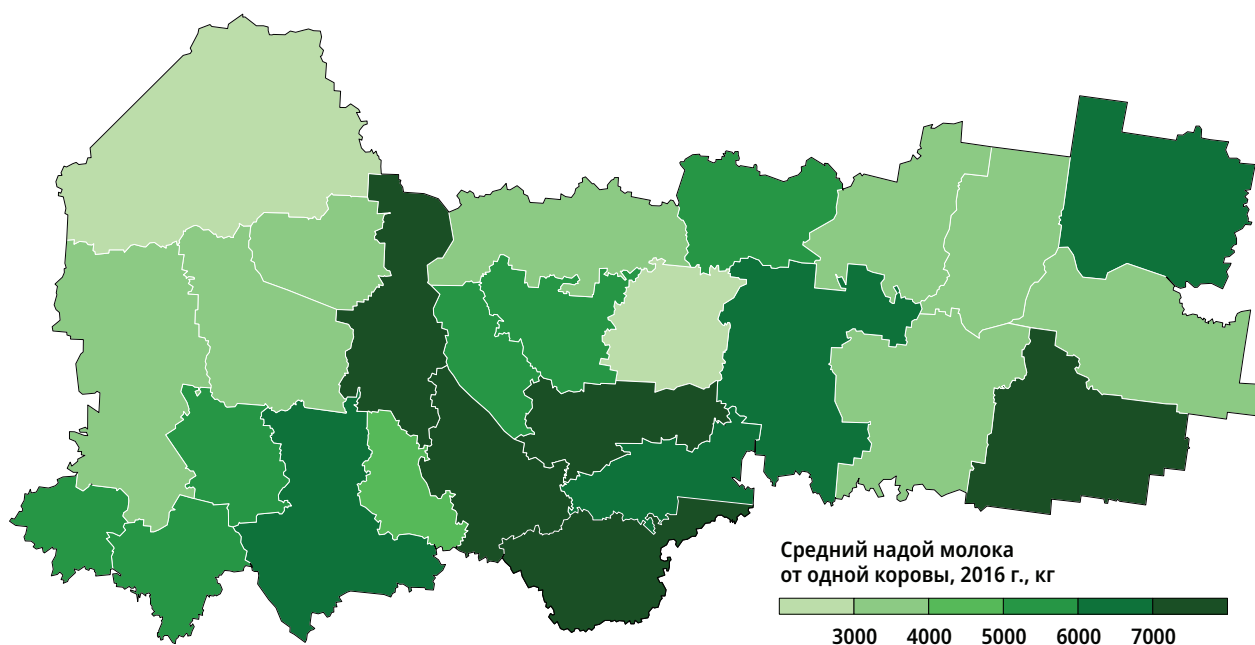 Средний надой молока
от одной коровы, 2016 г., кг
3000 4000 5000 6000 7000